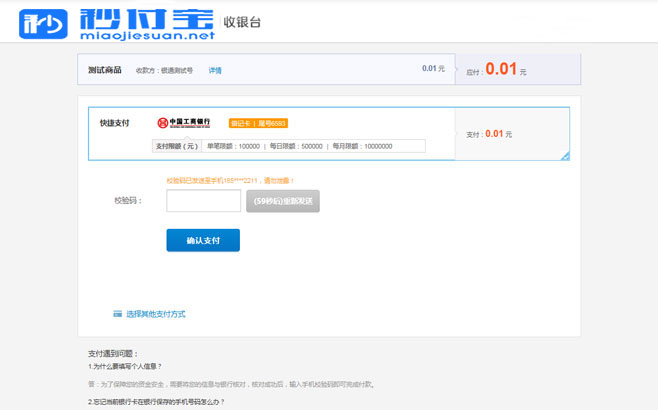 秒 秒付宝 收银台
miaojiesuan.net
测试商品 收款方：银通测试号 详情 0.01 元 应付：0.01 元
快捷支付 中国工商银行 储记卡 | 尾号6593 支付：0.01 元
支付限额（元） 单笔限额：100000 | 每日限额：500000 | 每月限额：10000000
校验码已发送至手机185****2211，请勿泄露！
校验码： (59秒后)重新发送
确认支付
选择其他支付方式
支付遇到问题：
1.为什么要填写个人信息？
答：为了保障您的资金安全，需要将您的信息与银行核对，核对成功后，输入手机校验码即可完成付款。
2.忘记当前银行卡在银行保存的手机号码怎么办？